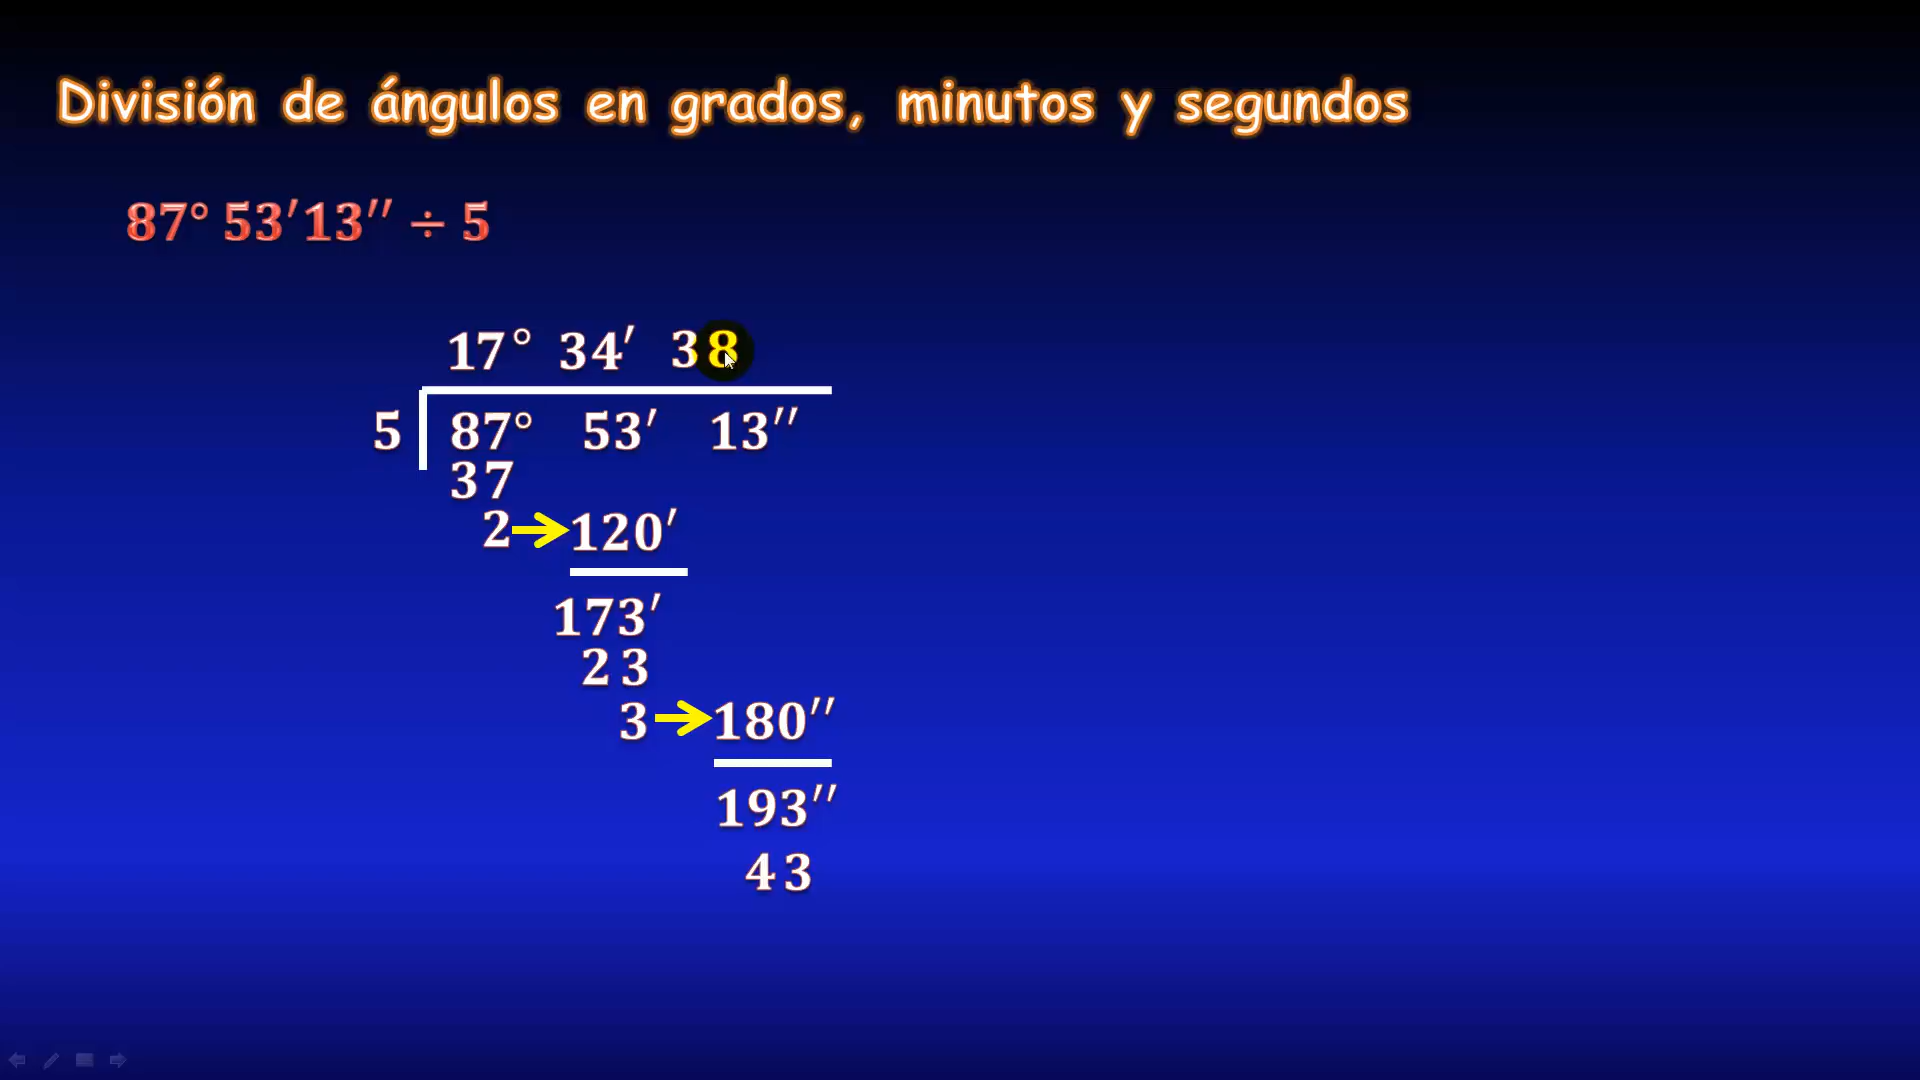 División de ángulos en grados, minutos y segundos
87° 53′13′′ ÷ 5
17° 34′ 38
5 87° 53′ 13′′
37
2 120′
173′
23
3 180′′
193′′
43